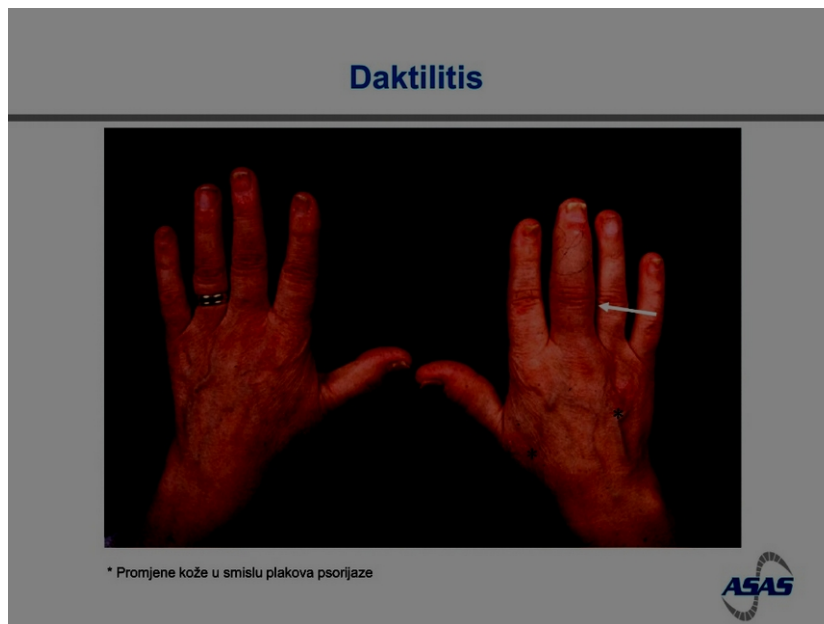 Daktilitis
*
*
* Promjene kože u smislu plakova psorijaze
ASAS